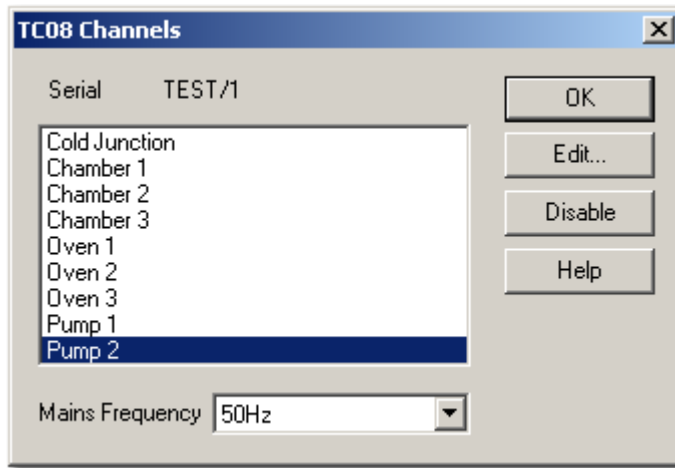 TC08 Channels
Serial TEST/1
OK
Cold Junction
Chamber 1
Chamber 2
Chamber 3
Oven 1
Oven 2
Oven 3
Pump 1
Pump 2
Edit...
Disable
Help
Mains Frequency 50Hz